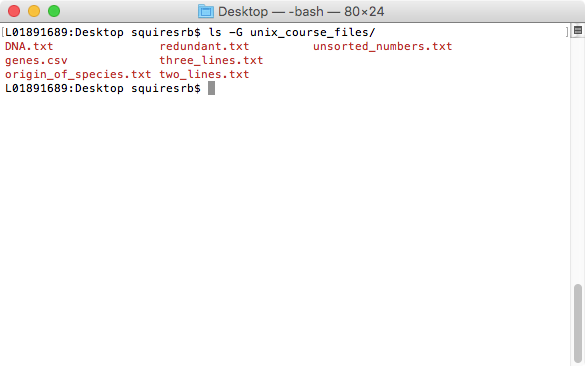 Desktop — -bash — 80×24
L01891689:Desktop squiresrb$ ls -G unix_course_files/
DNA.txt redundant.txt unsorted_numbers.txt
genes.csv three_lines.txt
origin_of_species.txt two_lines.txt
L01891689:Desktop squiresrb$